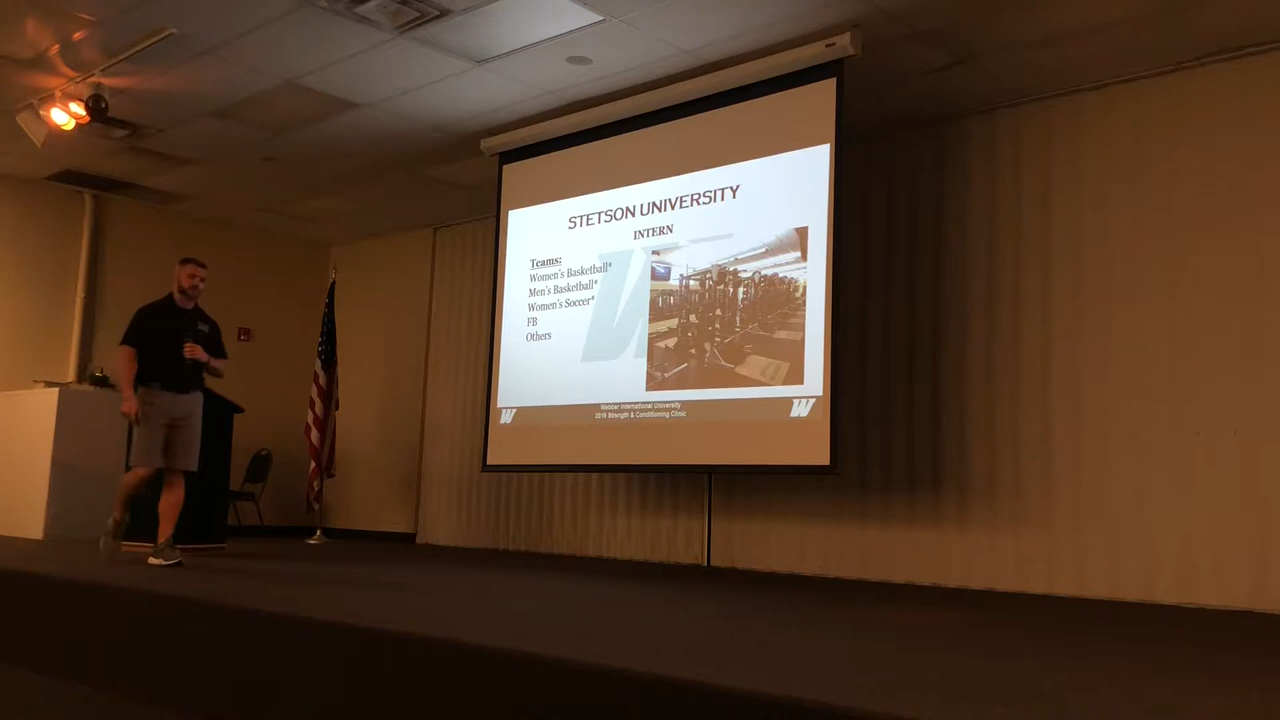 STETSON UNIVERSITY
INTERN
Teams:
Women's Basketball*
Men's Basketball*
Women's Soccer*
FB
Others
Webber International University
2019 Strength & Conditioning Clinic
W
W